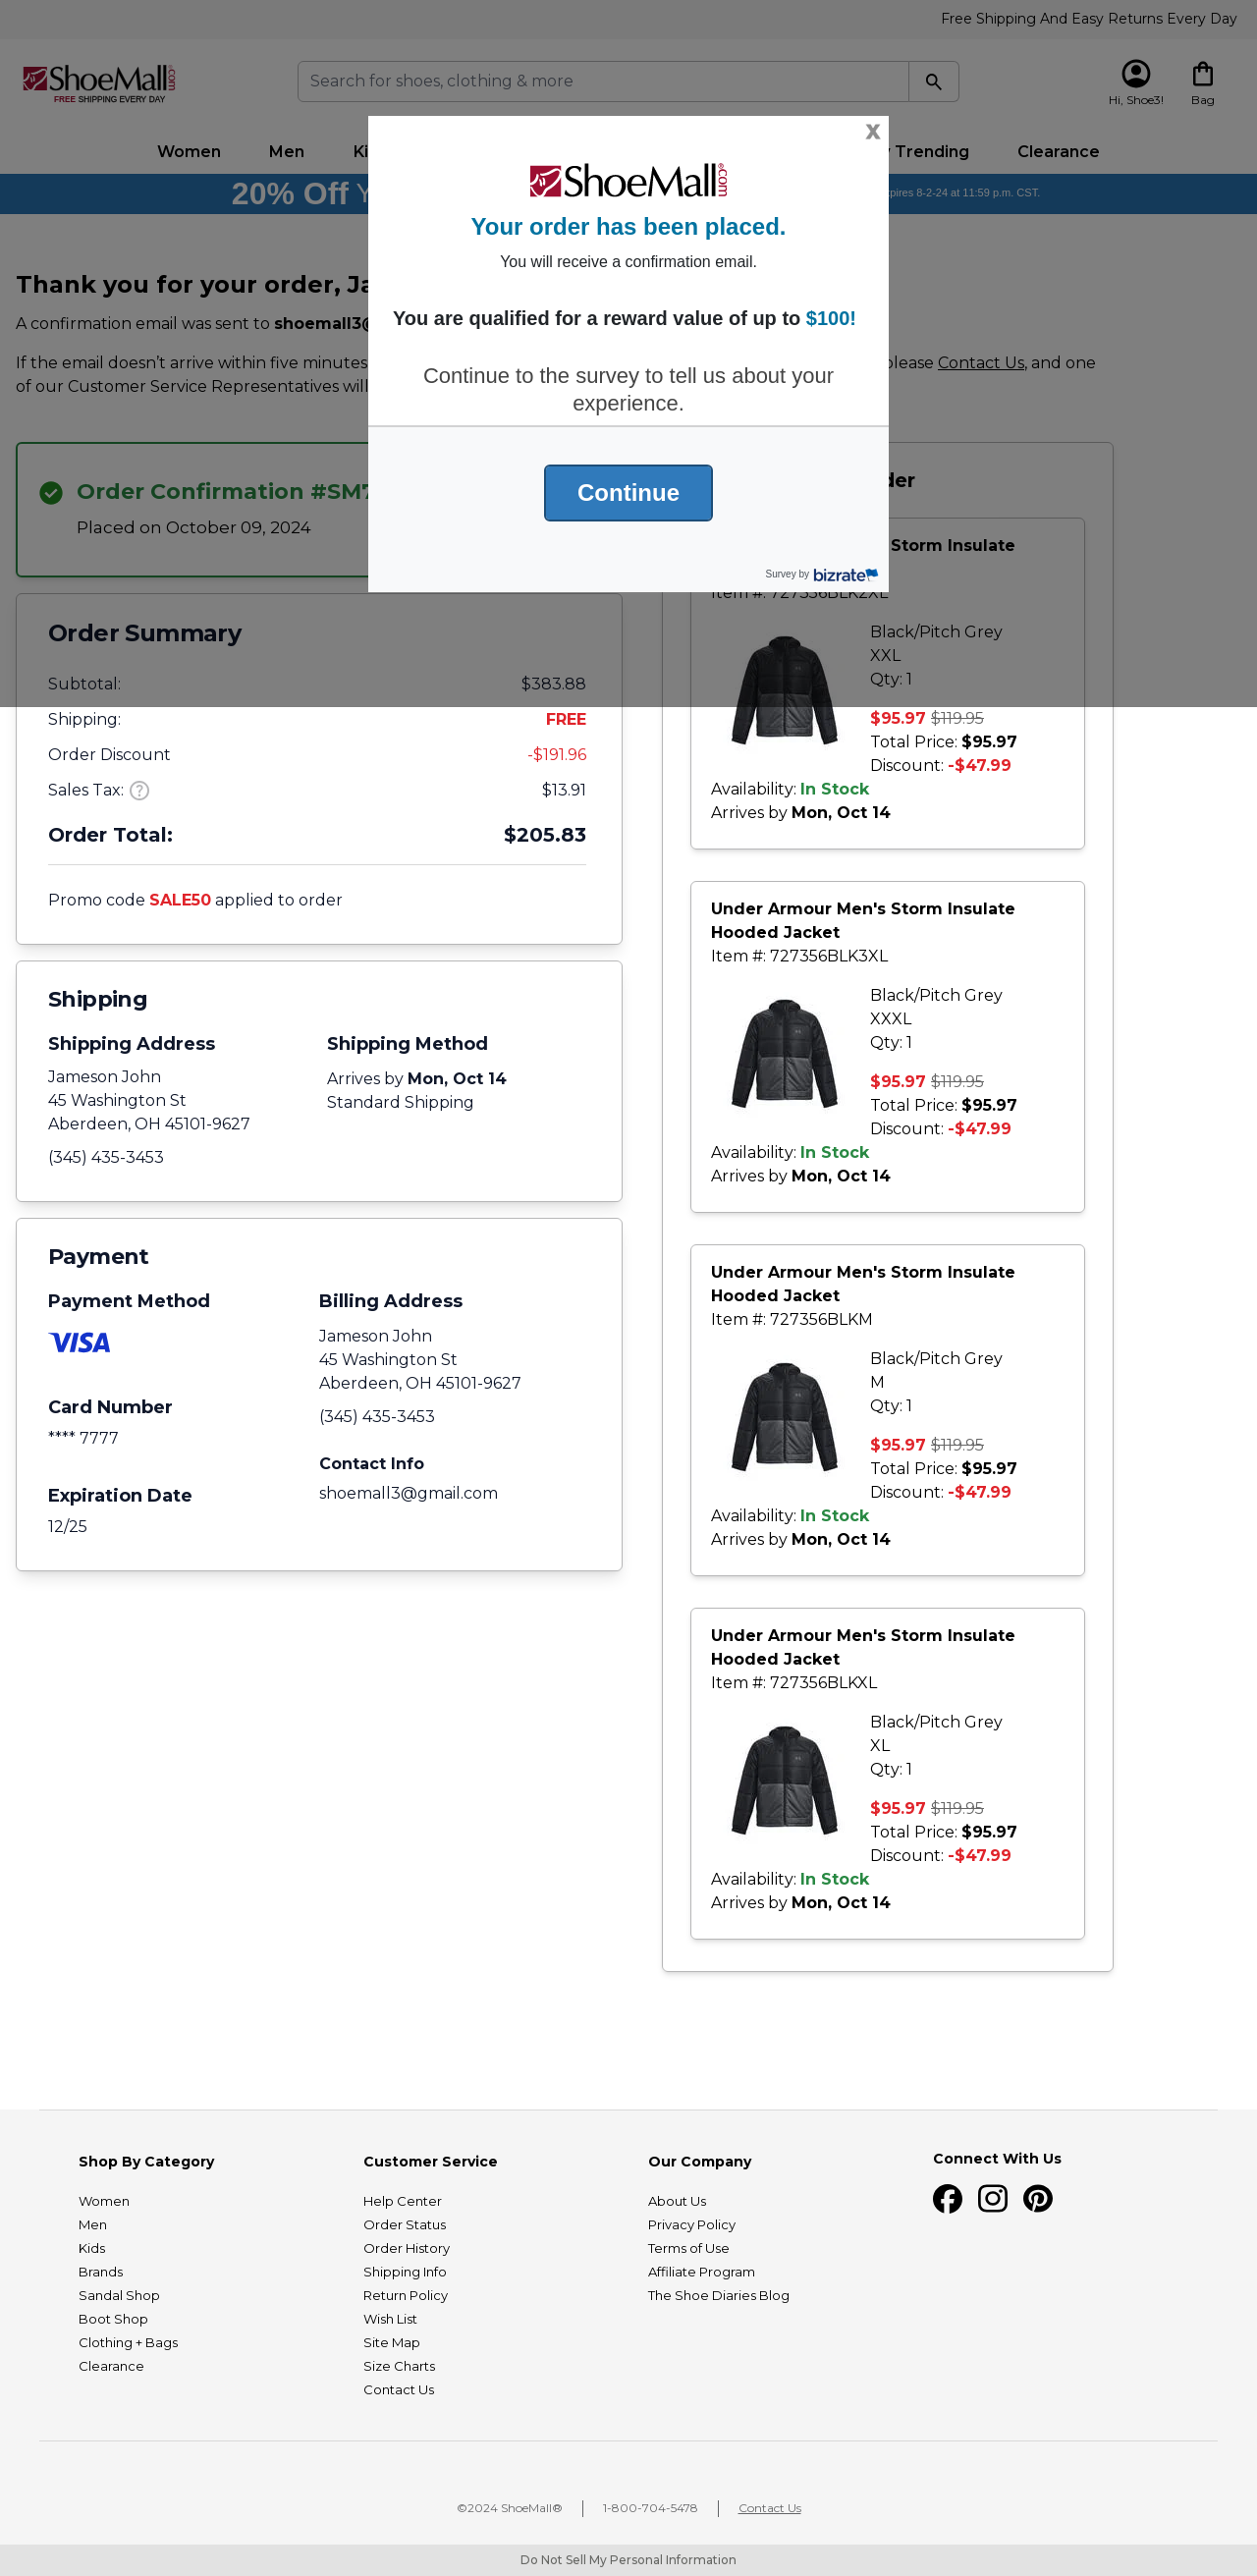 Free Shipping And Easy Returns Every Day
ShoeMall.com
FREE SHIPPING EVERY DAY
Search for shoes, clothing & more
Hi, Shoe3!
Bag
Women
Men
Trending
Clearance
20% Off
expires 8-2-24 at 11:59 p.m. CST.
X
ShoeMall.com
Your order has been placed.
You will receive a confirmation email.
You are qualified for a reward value of up to $100!
Continue to the survey to tell us about your
experience.
Continue
Survey by bizrate
Thank you for your order,
A confirmation email was sent to shoemall3@
If the email doesn’t arrive within five minutes
please Contact Us, and one
of our Customer Service Representatives will
Order Confirmation #SM7
Placed on October 09, 2024
Order Summary
Subtotal: $383.88
Shipping: FREE
Order Discount -$191.96
Sales Tax: ? $13.91
Order Total: $205.83
Promo code SALE50 applied to order
Shipping
Shipping Address
Jameson John
45 Washington St
Aberdeen, OH 45101-9627
(345) 435-3453
Shipping Method
Arrives by Mon, Oct 14
Standard Shipping
Payment
Payment Method
VISA
Card Number
**** 7777
Expiration Date
12/25
Billing Address
Jameson John
45 Washington St
Aberdeen, OH 45101-9627
(345) 435-3453
Contact Info
shoemall3@gmail.com
Storm Insulate
Item #: 727356BLK2XL
Black/Pitch Grey
XXL
Qty: 1
$95.97 $119.95
Total Price: $95.97
Discount: -$47.99
Availability: In Stock
Arrives by Mon, Oct 14
Under Armour Men's Storm Insulate
Hooded Jacket
Item #: 727356BLK3XL
Black/Pitch Grey
XXXL
Qty: 1
$95.97 $119.95
Total Price: $95.97
Discount: -$47.99
Availability: In Stock
Arrives by Mon, Oct 14
Under Armour Men's Storm Insulate
Hooded Jacket
Item #: 727356BLKM
Black/Pitch Grey
M
Qty: 1
$95.97 $119.95
Total Price: $95.97
Discount: -$47.99
Availability: In Stock
Arrives by Mon, Oct 14
Under Armour Men's Storm Insulate
Hooded Jacket
Item #: 727356BLKXL
Black/Pitch Grey
XL
Qty: 1
$95.97 $119.95
Total Price: $95.97
Discount: -$47.99
Availability: In Stock
Arrives by Mon, Oct 14
Shop By Category
Women
Men
Kids
Brands
Sandal Shop
Boot Shop
Clothing + Bags
Clearance
Customer Service
Help Center
Order Status
Order History
Shipping Info
Return Policy
Wish List
Site Map
Size Charts
Contact Us
Our Company
About Us
Privacy Policy
Terms of Use
Affiliate Program
The Shoe Diaries Blog
Connect With Us
©2024 ShoeMall®
1-800-704-5478
Contact Us
Do Not Sell My Personal Information